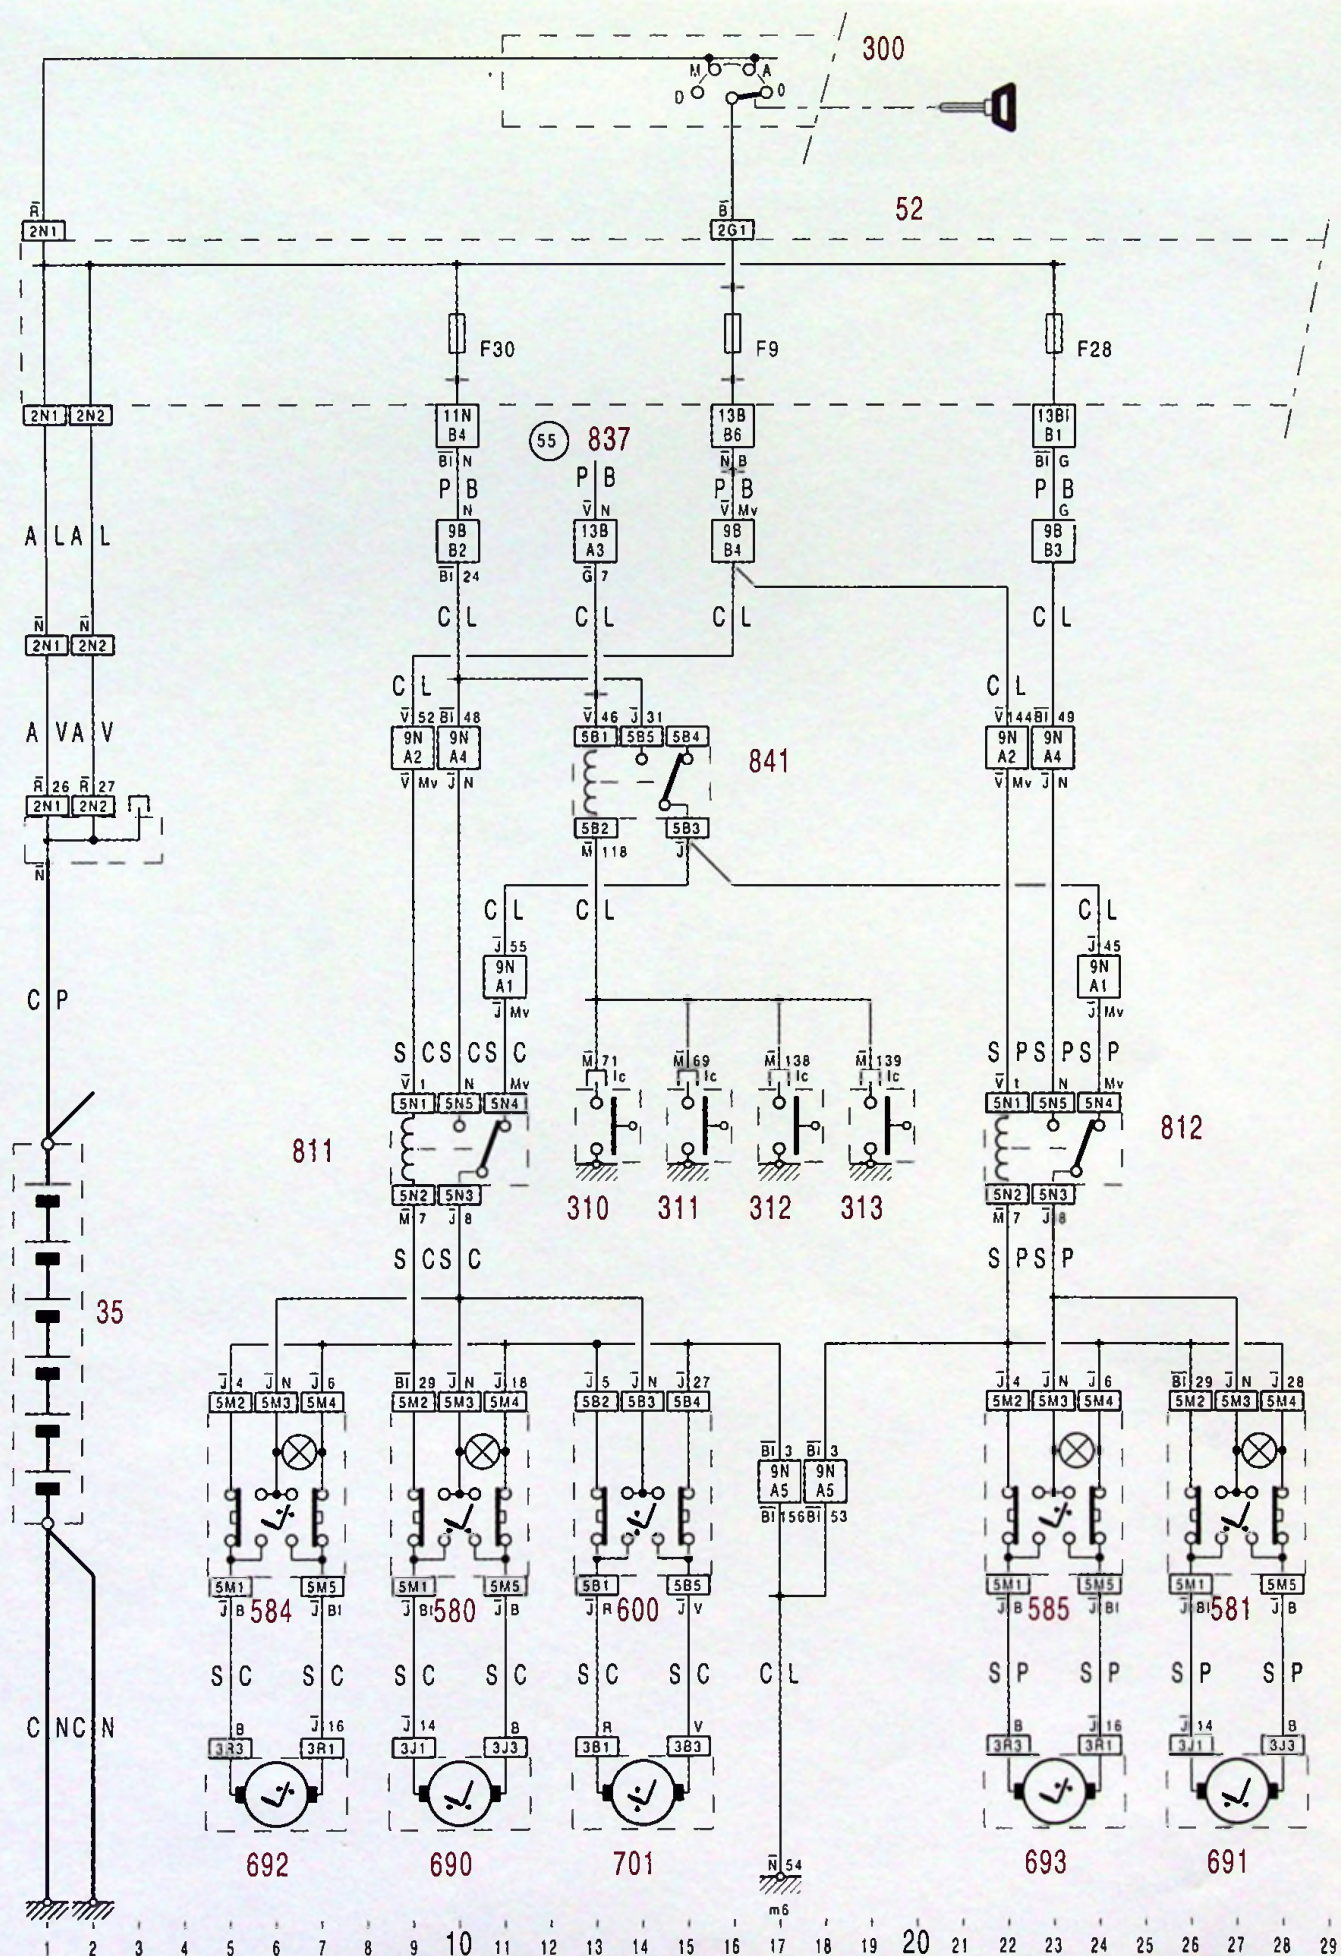 300
M A
D 0
52
R̅ B̅
2N1 2G1
F30 F9 F28
2N1 2N2 11N B4 13B B6 13BI B1
55 837
B̅I̅ N N̅ B B̅I̅ G
P B P B P B P B
N V̅ N V̅ Mv G
A L A L 9B B2 13B A3 9B B4 9B B3
B̅I̅ 24 G̅ 7
N̅ N̅ C L C L C L C L
2N1 2N2
C L C L
A V A V V̅ 52 B̅I̅ 48 V̅ 46 J̅ 31 V̅ 144 B̅I̅ 49
9N A2 9N A4 5B1 5B5 5B4 9N A2 9N A4
841
V̅ Mv J̅ N V̅ Mv J̅ N
R̅ 26 R̅ 27
2N1 2N2
5B2 5B3
M̅ 118 J̅
N̅
C L C L C L
J̅ 55 J̅ 45
9N A1 9N A1
C P
J̅ Mv J̅ Mv
S C S C S C M̅ 71 M̅ 69 M̅ 138 M̅ 139 S P S P S P
Ic Ic Ic Ic
V̅ 1 N Mv V̅ 1 N Mv
5N1 5N5 5N4 5N1 5N5 5N4
811 812
5N2 5N3 5N2 5N3
310 311 312 313
M̅ 7 J̅ 8 M̅ 7 J̅ 8
S C S C S P S P
35
J̅ 4 J̅ N J̅ 6 B̅I̅ 29 J̅ N J̅ 18 J̅ 5 J̅ N J̅ 27 J̅ 4 J̅ N J̅ 6 B̅I̅ 29 J̅ N J̅ 28
5M2 5M3 5M4 5M2 5M3 5M4 5B2 5B3 5B4 5M2 5M3 5M4 5M2 5M3 5M4
B̅I̅ 3 B̅I̅ 3
9N A5 9N A5
B̅I̅ 156 B̅I̅ 53
5M1 5M5 5M1 5M5 5B1 5B5 5M1 5M5 5M1 5M5
J̅ B 584 J̅ BI J̅ BI 580 J̅ B J̅ R 600 J̅ V J̅ B 585 J̅ BI J̅ BI 581 J̅ B
S C S C S C S C S C S C C L S P S P S P S P
C N C N
B J̅ 16 J̅ 14 B R V B J̅ 16 J̅ 14 B
3R3 3R1 3J1 3J3 3B1 3B3 3R3 3R1 3J1 3J3
692 690 701 N̅ 54 693 691
m6
1 2 3 4 5 6 7 8 9 10 11 12 13 14 15 16 17 18 19 20 21 22 23 24 25 26 27 28 29